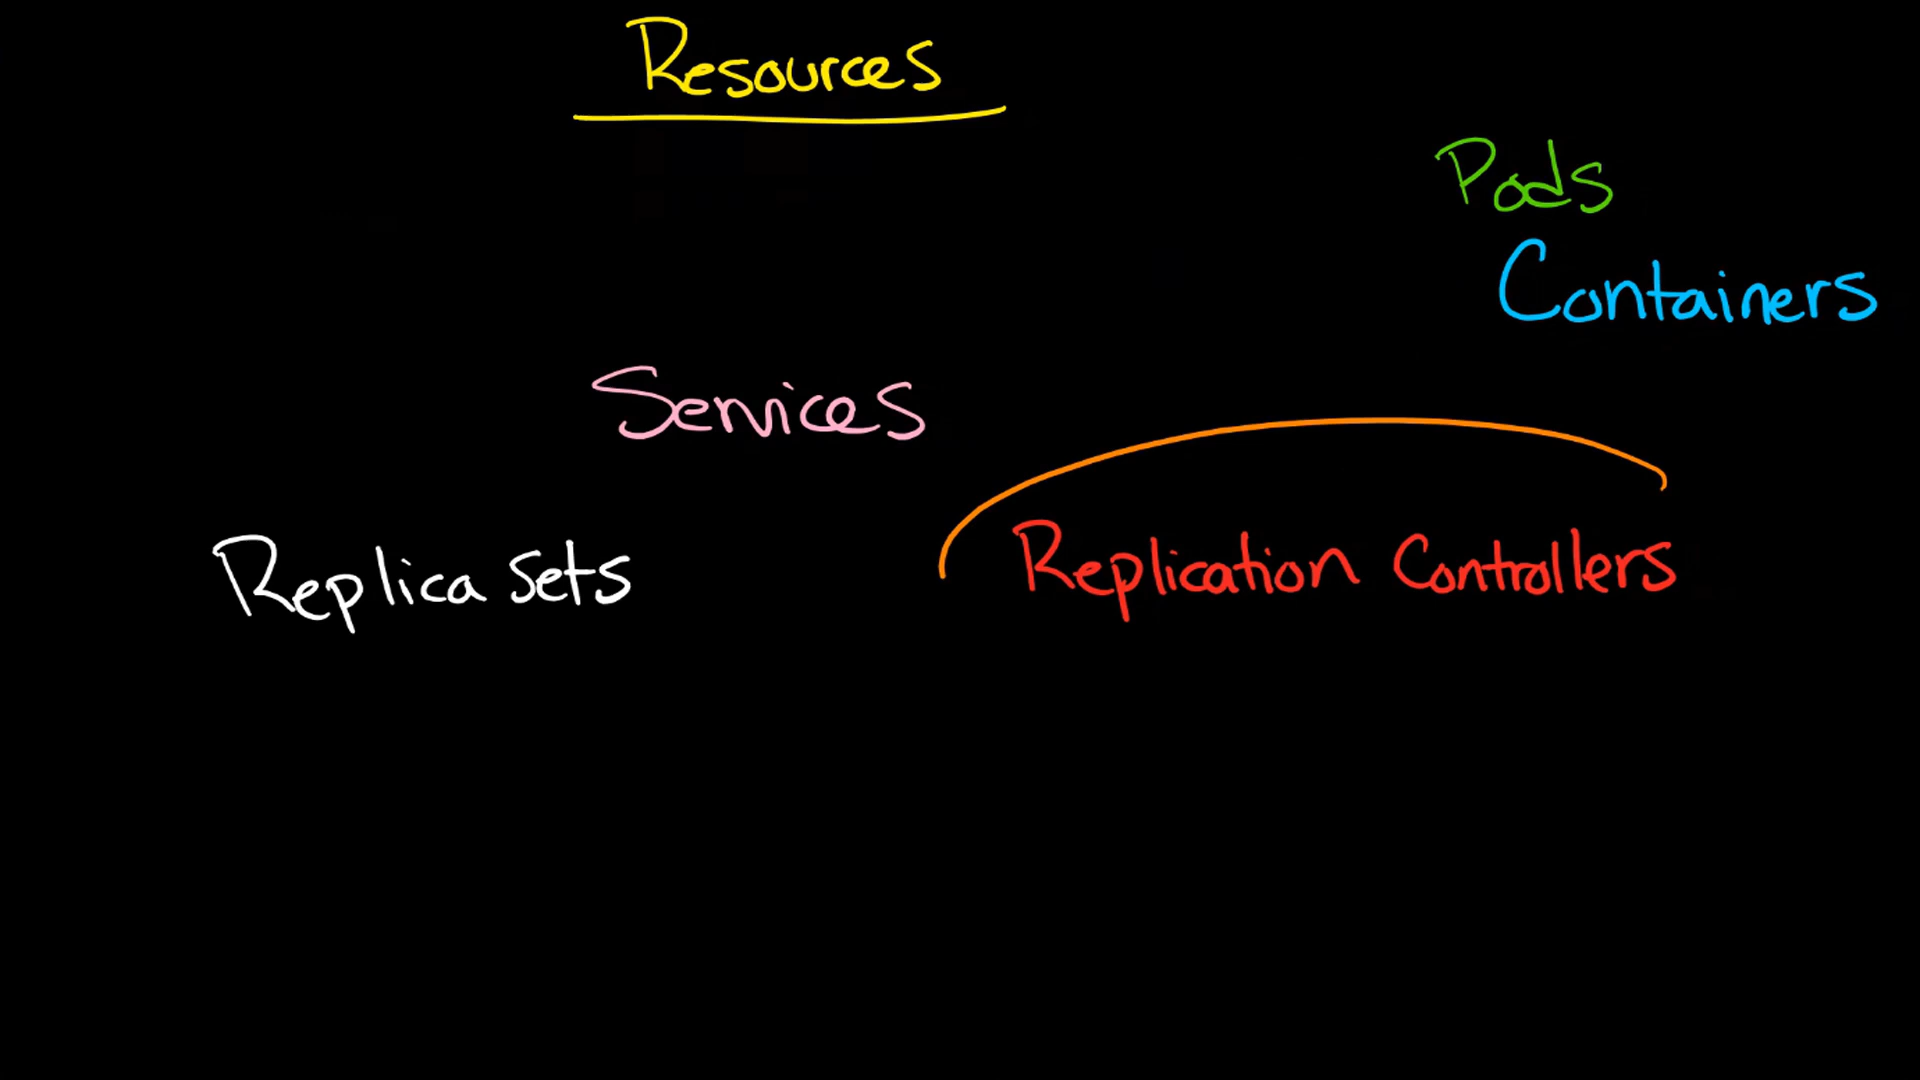 Resources
Pods
Containers
Services
Replica sets
Replication Controllers